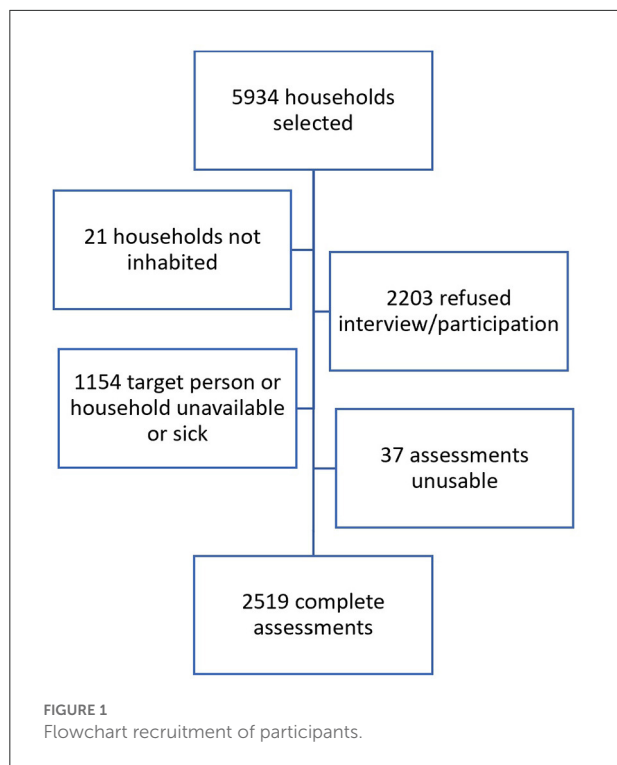 5934 households
selected
21 households not
inhabited
2203 refused
interview/participation
1154 target person or
household unavailable
or sick
37 assessments
unusable
2519 complete
assessments
FIGURE 1
Flowchart recruitment of participants.